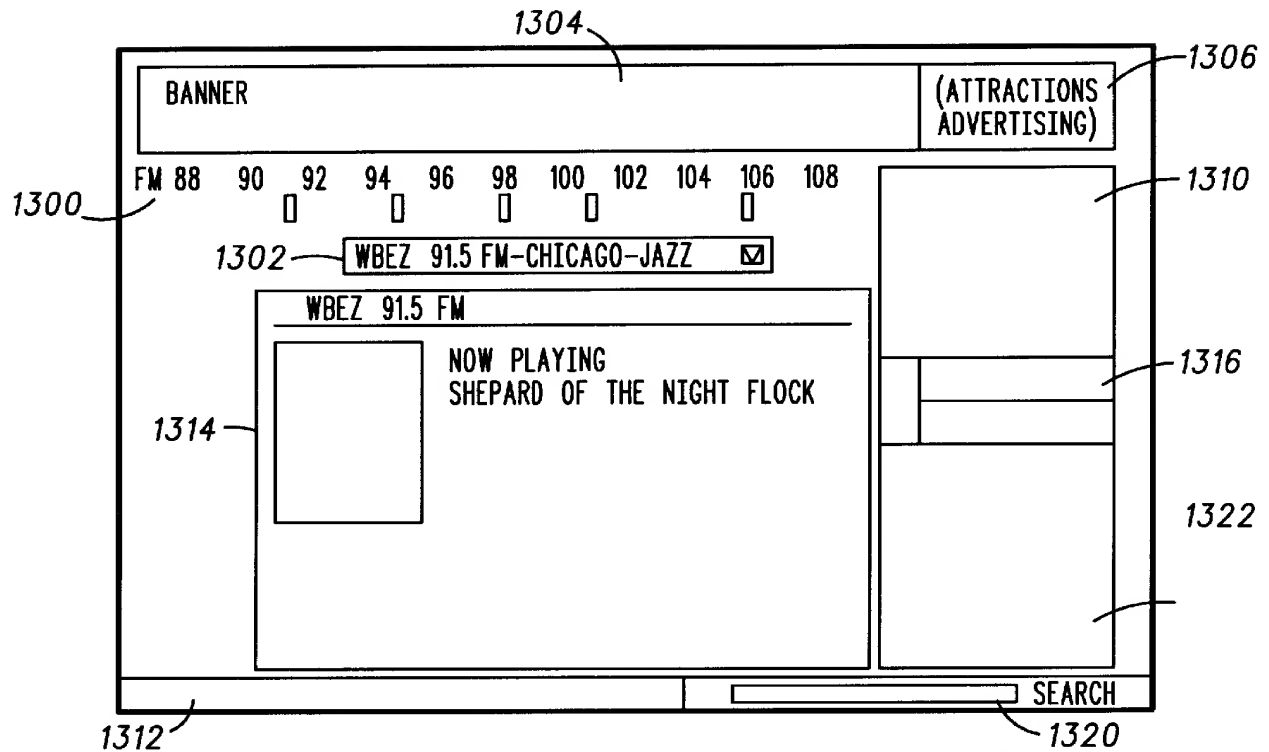 1304
1306
BANNER
(ATTRACTIONS
ADVERTISING)
FM 88 90 92 94 96 98 100 102 104 106 108
1300
1310
1302
WBEZ 91.5 FM-CHICAGO-JAZZ
WBEZ 91.5 FM
NOW PLAYING
SHEPARD OF THE NIGHT FLOCK
1316
1314
1322
SEARCH
1312
1320